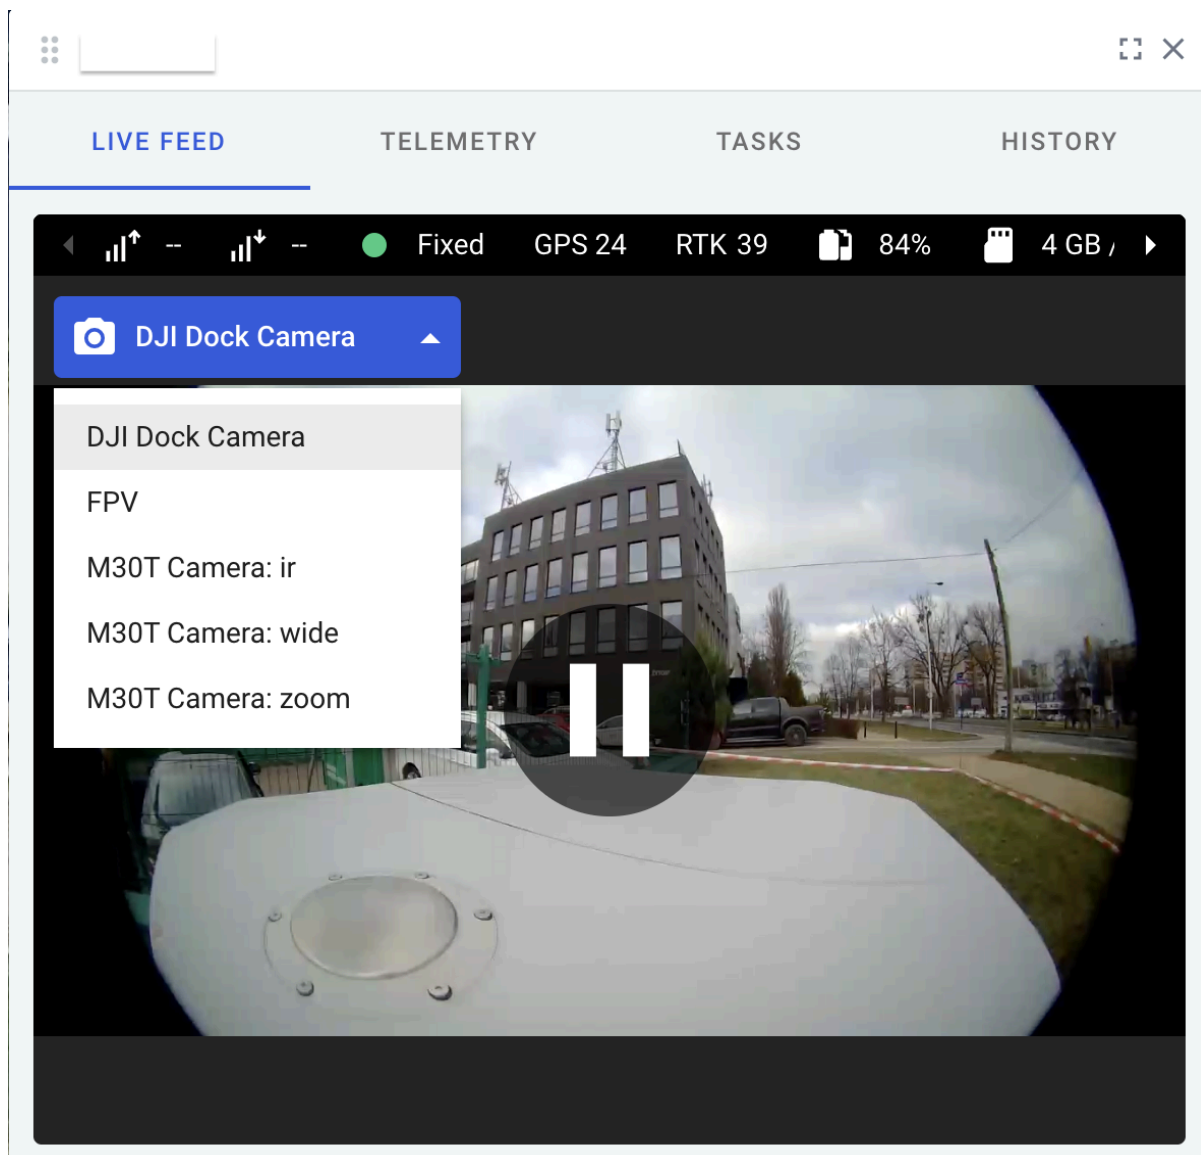 LIVE FEED TELEMETRY TASKS HISTORY
-- -- Fixed GPS 24 RTK 39 84% 4 GB /
DJI Dock Camera
DJI Dock Camera
FPV
M30T Camera: ir
M30T Camera: wide
M30T Camera: zoom